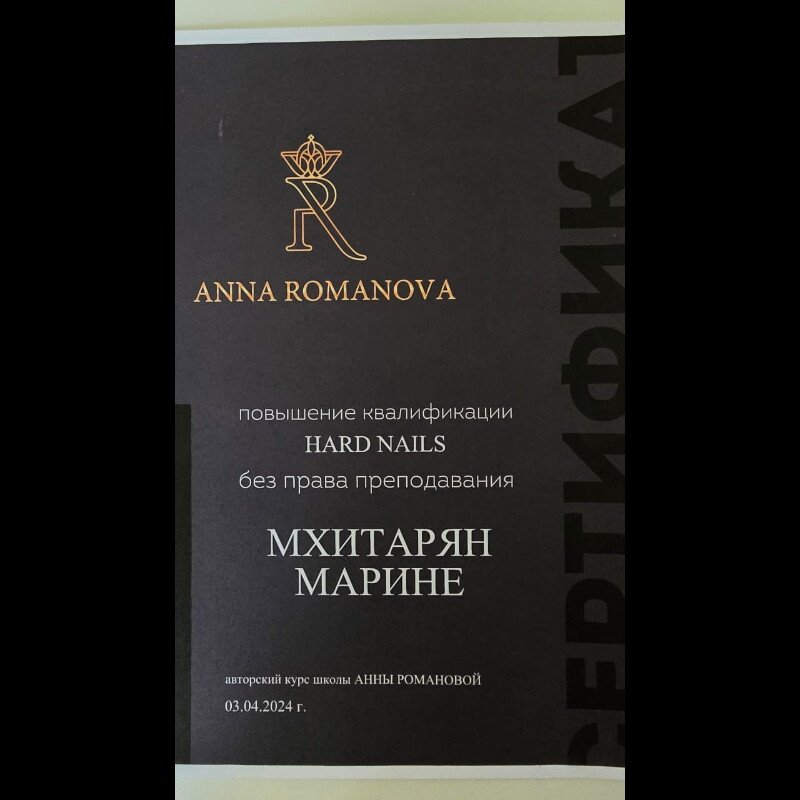 ANNA ROMANOVA
повышение квалификации
HARD NAILS
без права преподавания
МХИТАРЯН
МАРИНЕ
авторский курс школы АННЫ РОМАНОВОЙ
03.04.2024 г.
СЕРТИФИКАТ